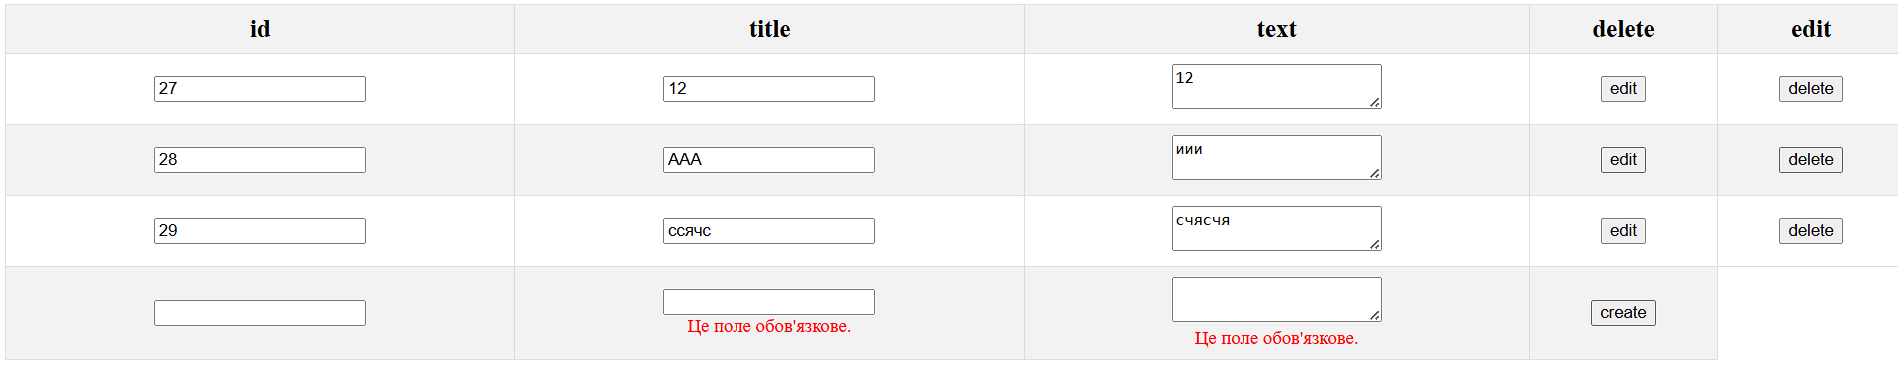 id title text delete edit
27 12 12 edit delete
28 AAA иии edit delete
29 ссячс счясчя edit delete
create
Це поле обов'язкове. Це поле обов'язкове.